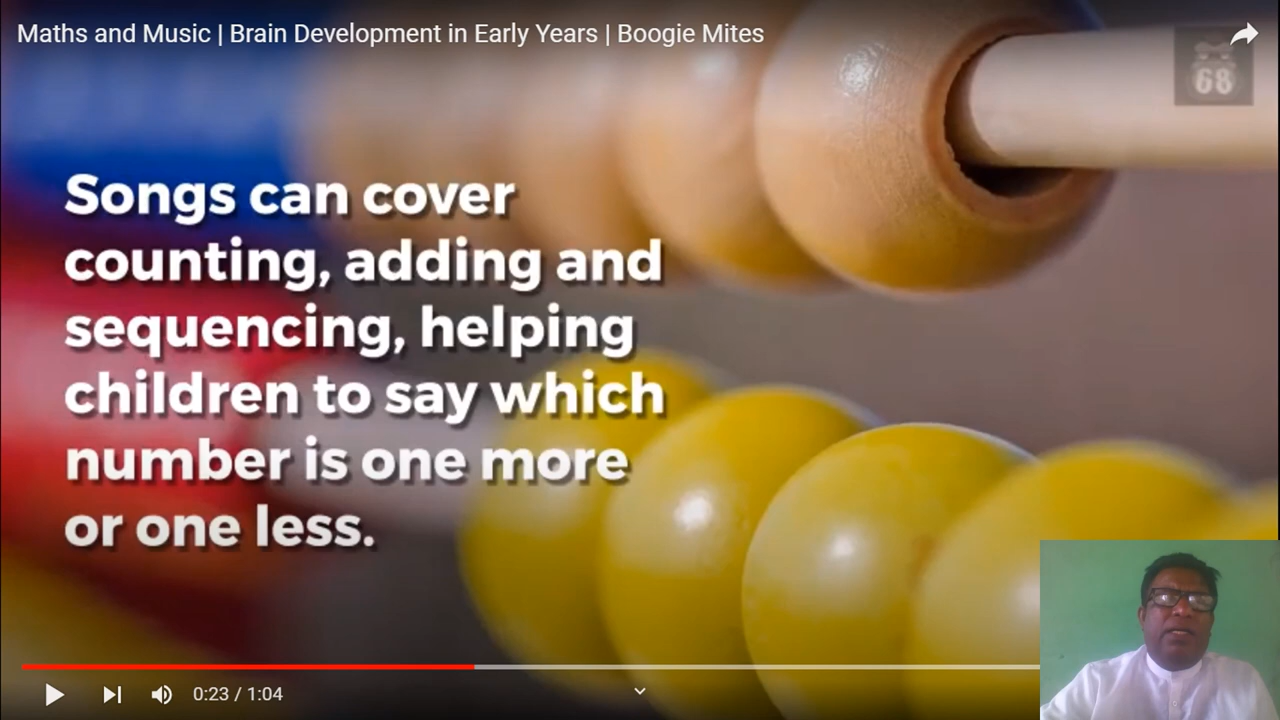 Maths and Music | Brain Development in Early Years | Boogie Mites
68
Songs can cover
counting, adding and
sequencing, helping
children to say which
number is one more
or one less.
0:23 / 1:04